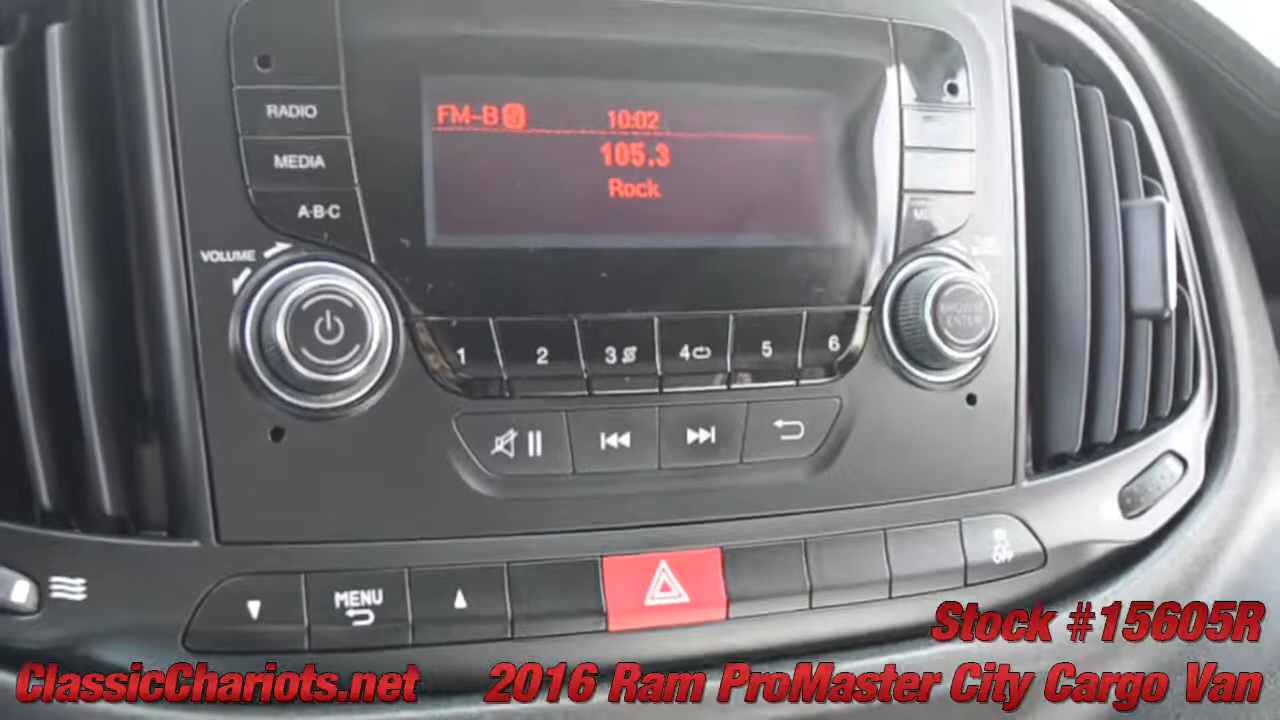 RADIO
MEDIA
A-B-C
VOLUME
FM-B
10:02
105.3
Rock
BROWSE
ENTER
1
2
3
4
5
6
MENU
OFF
Stock #15605R
ClassicChariots.net
2016 Ram ProMaster City Cargo Van